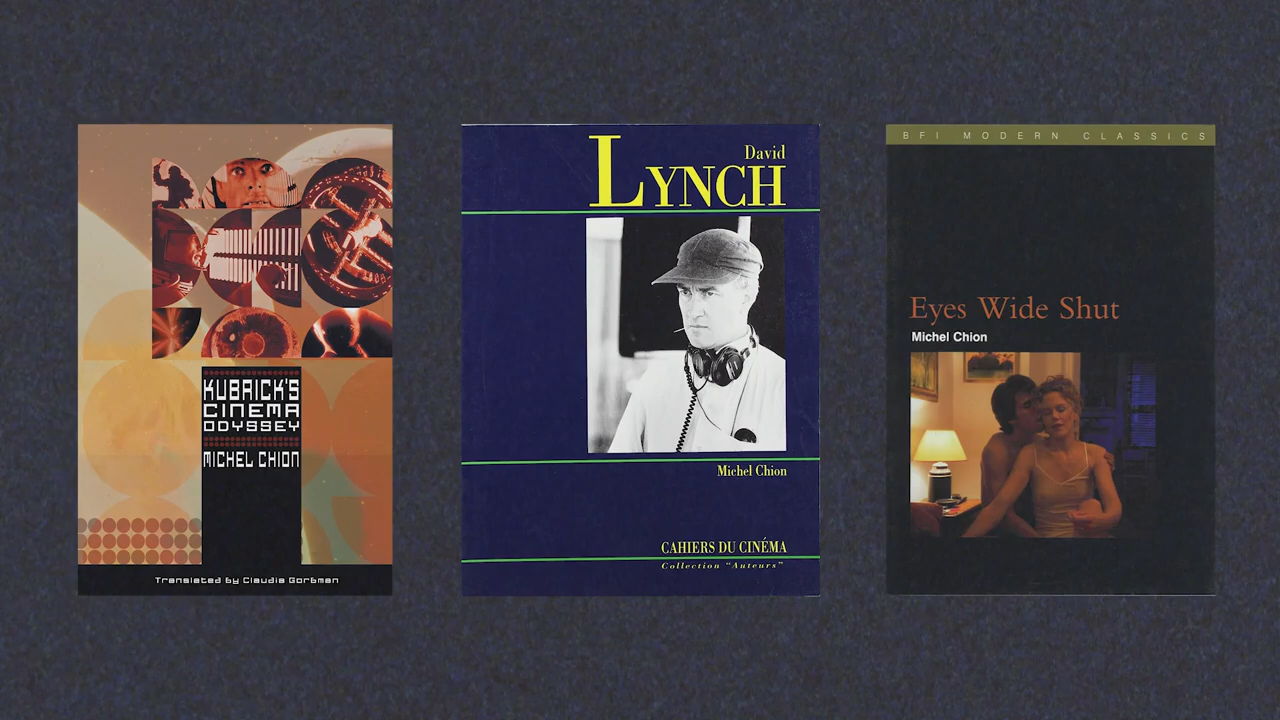 KUBRICK'S
CINEMA
ODYSSEY
MICHEL CHION
Translated by Claudia Gorbman
David
LYNCH
Michel Chion
CAHIERS DU CINÉMA
Collection "Auteurs"
BFI MODERN CLASSICS
Eyes Wide Shut
Michel Chion